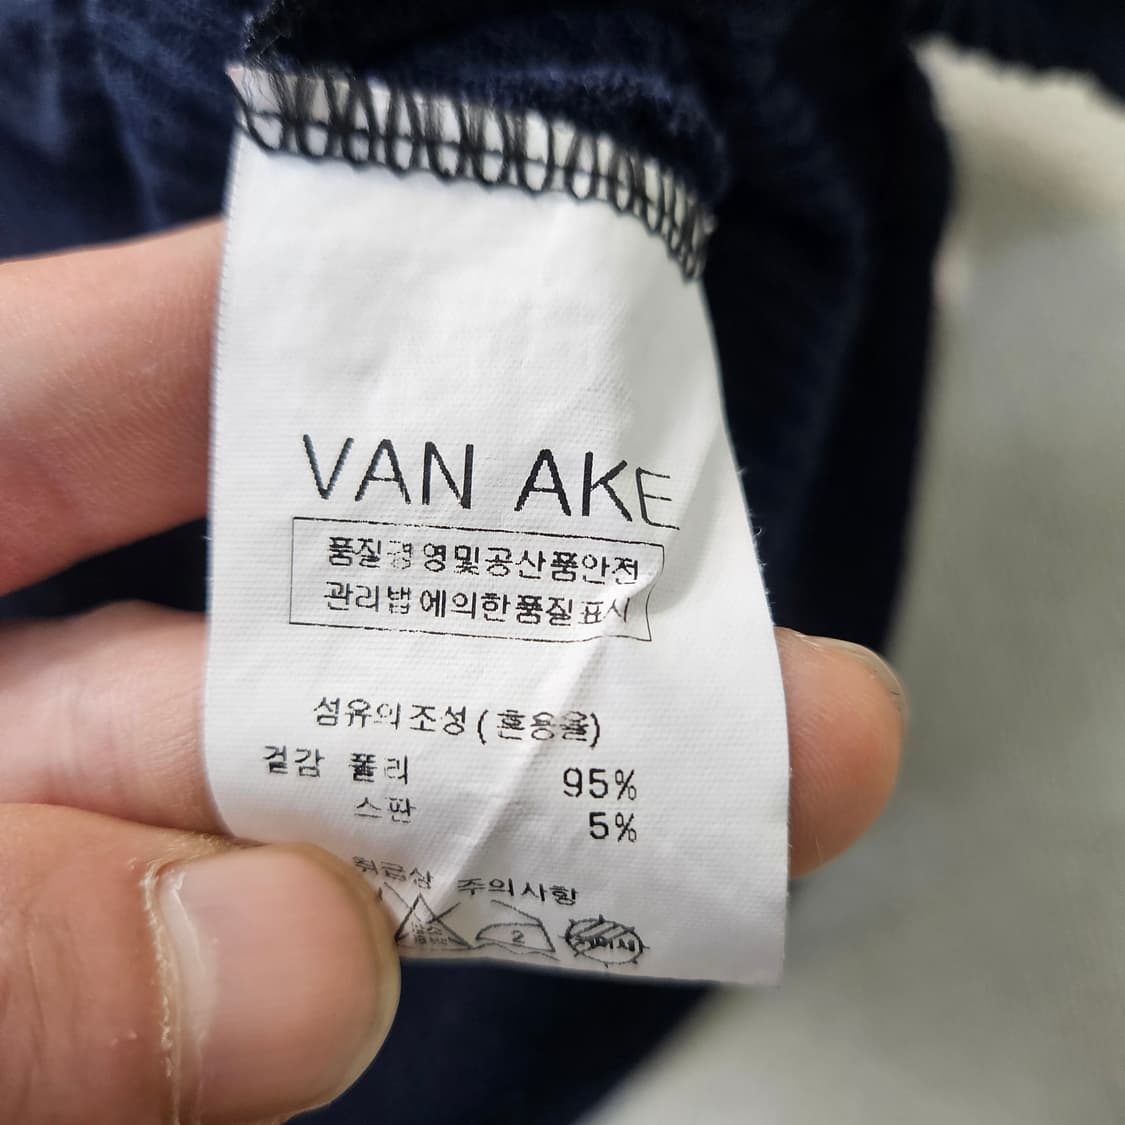 VAN AKE
품질경영및공산품안전
관리법에의한품질표시
섬유의조성(혼용율)
겉감 폴리 95%
스판 5%
취급상 주의사항
2